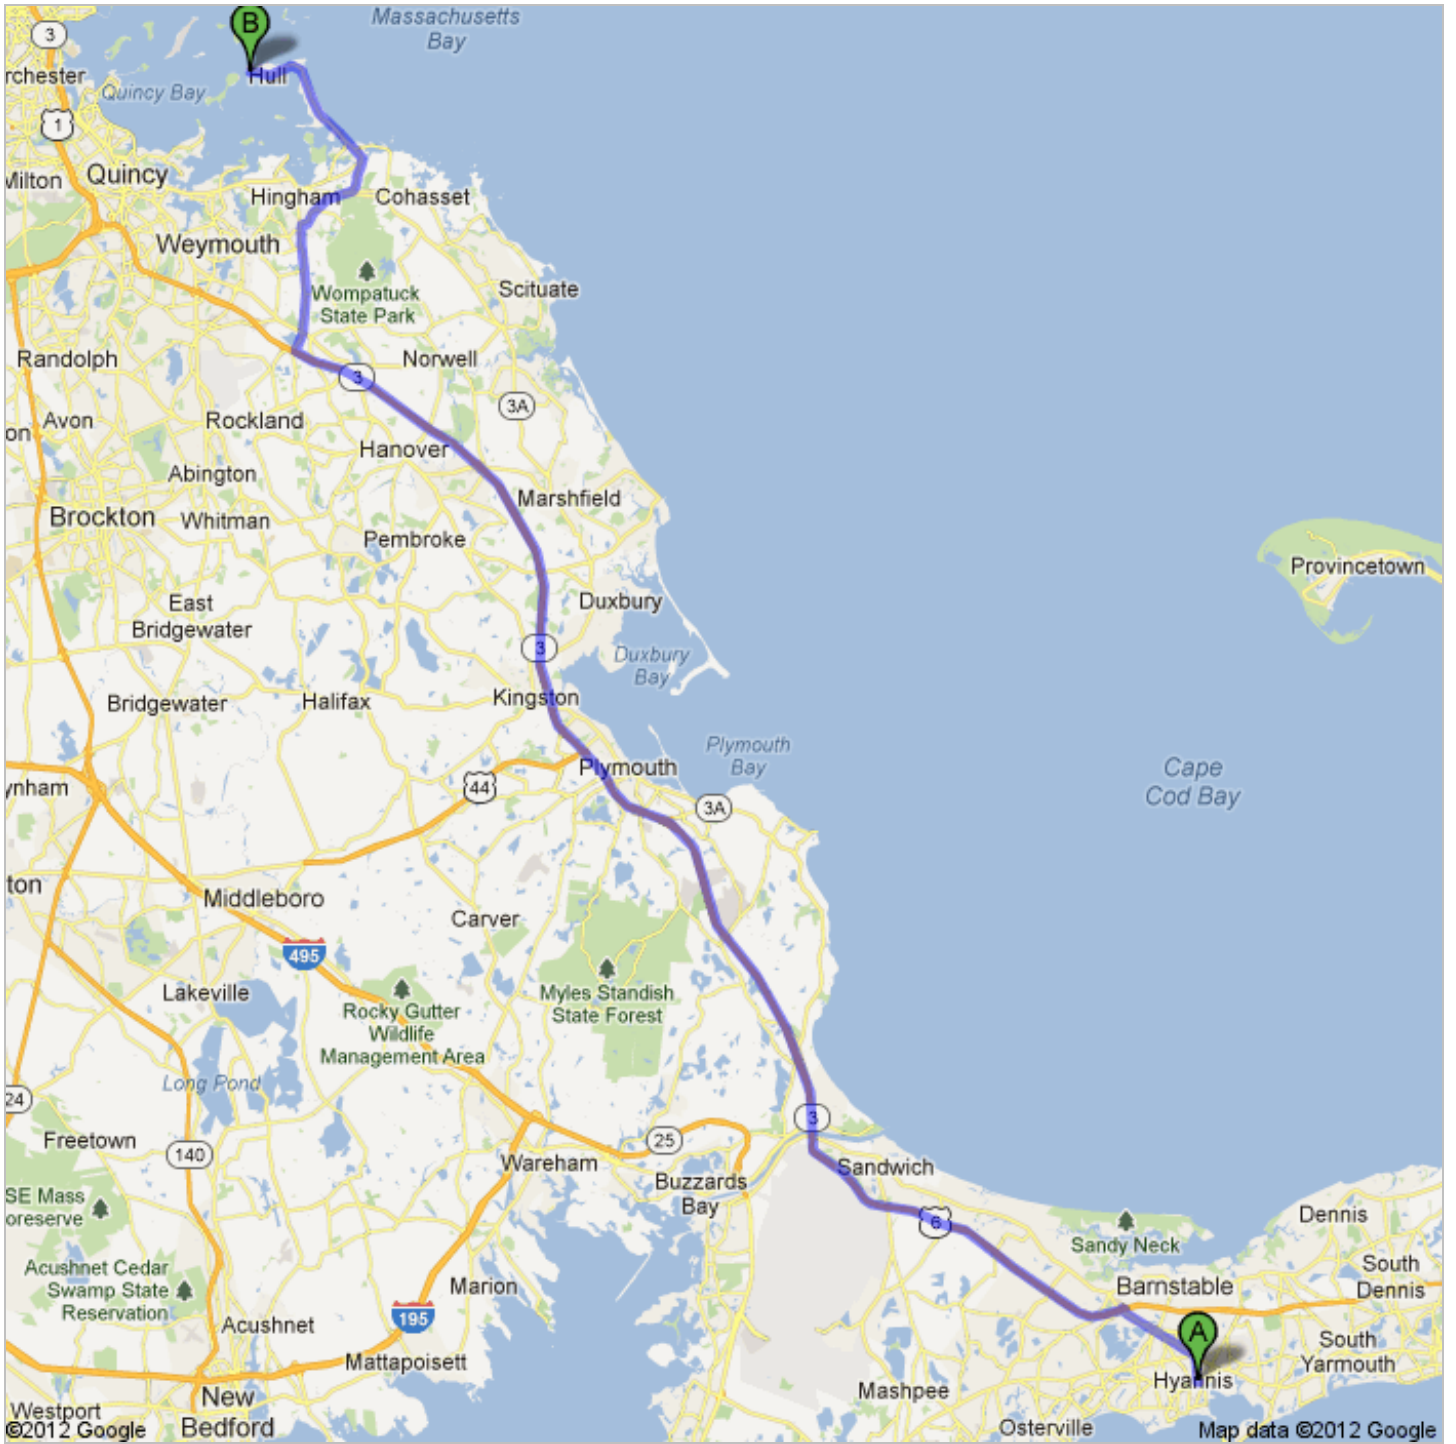 Massachusetts
Bay
B
3
rchester
Hull
Quincy Bay
1
Quincy
Milton
Hingham
Cohasset
Weymouth
Wompatuck
State Park
Scituate
Randolph
Norwell
3
3A
Avon
on
Rockland
Hanover
Abington
Marshfield
Brockton
Whitman
Pembroke
Provincetown
East
Bridgewater
Duxbury
3
Duxbury
Bay
Bridgewater
Halifax
Kingston
Plymouth
Bay
Plymouth
Cape
Cod Bay
ynham
44
3A
ton
Middleboro
Carver
495
Lakeville
Rocky Gutter
Wildlife
Management Area
Myles Standish
State Forest
Long Pond
24
3
Freetown
140
25
Wareham
Sandwich
Buzzards
Bay
SE Mass
oreserve
6
Dennis
Sandy Neck
Acushnet Cedar
Swamp State
Reservation
Marion
Barnstable
South
Dennis
195
Acushnet
A
South
Yarmouth
Mattapoisett
Hyannis
Mashpee
New
Bedford
Westport
Osterville
©2012 Google
Map data ©2012 Google